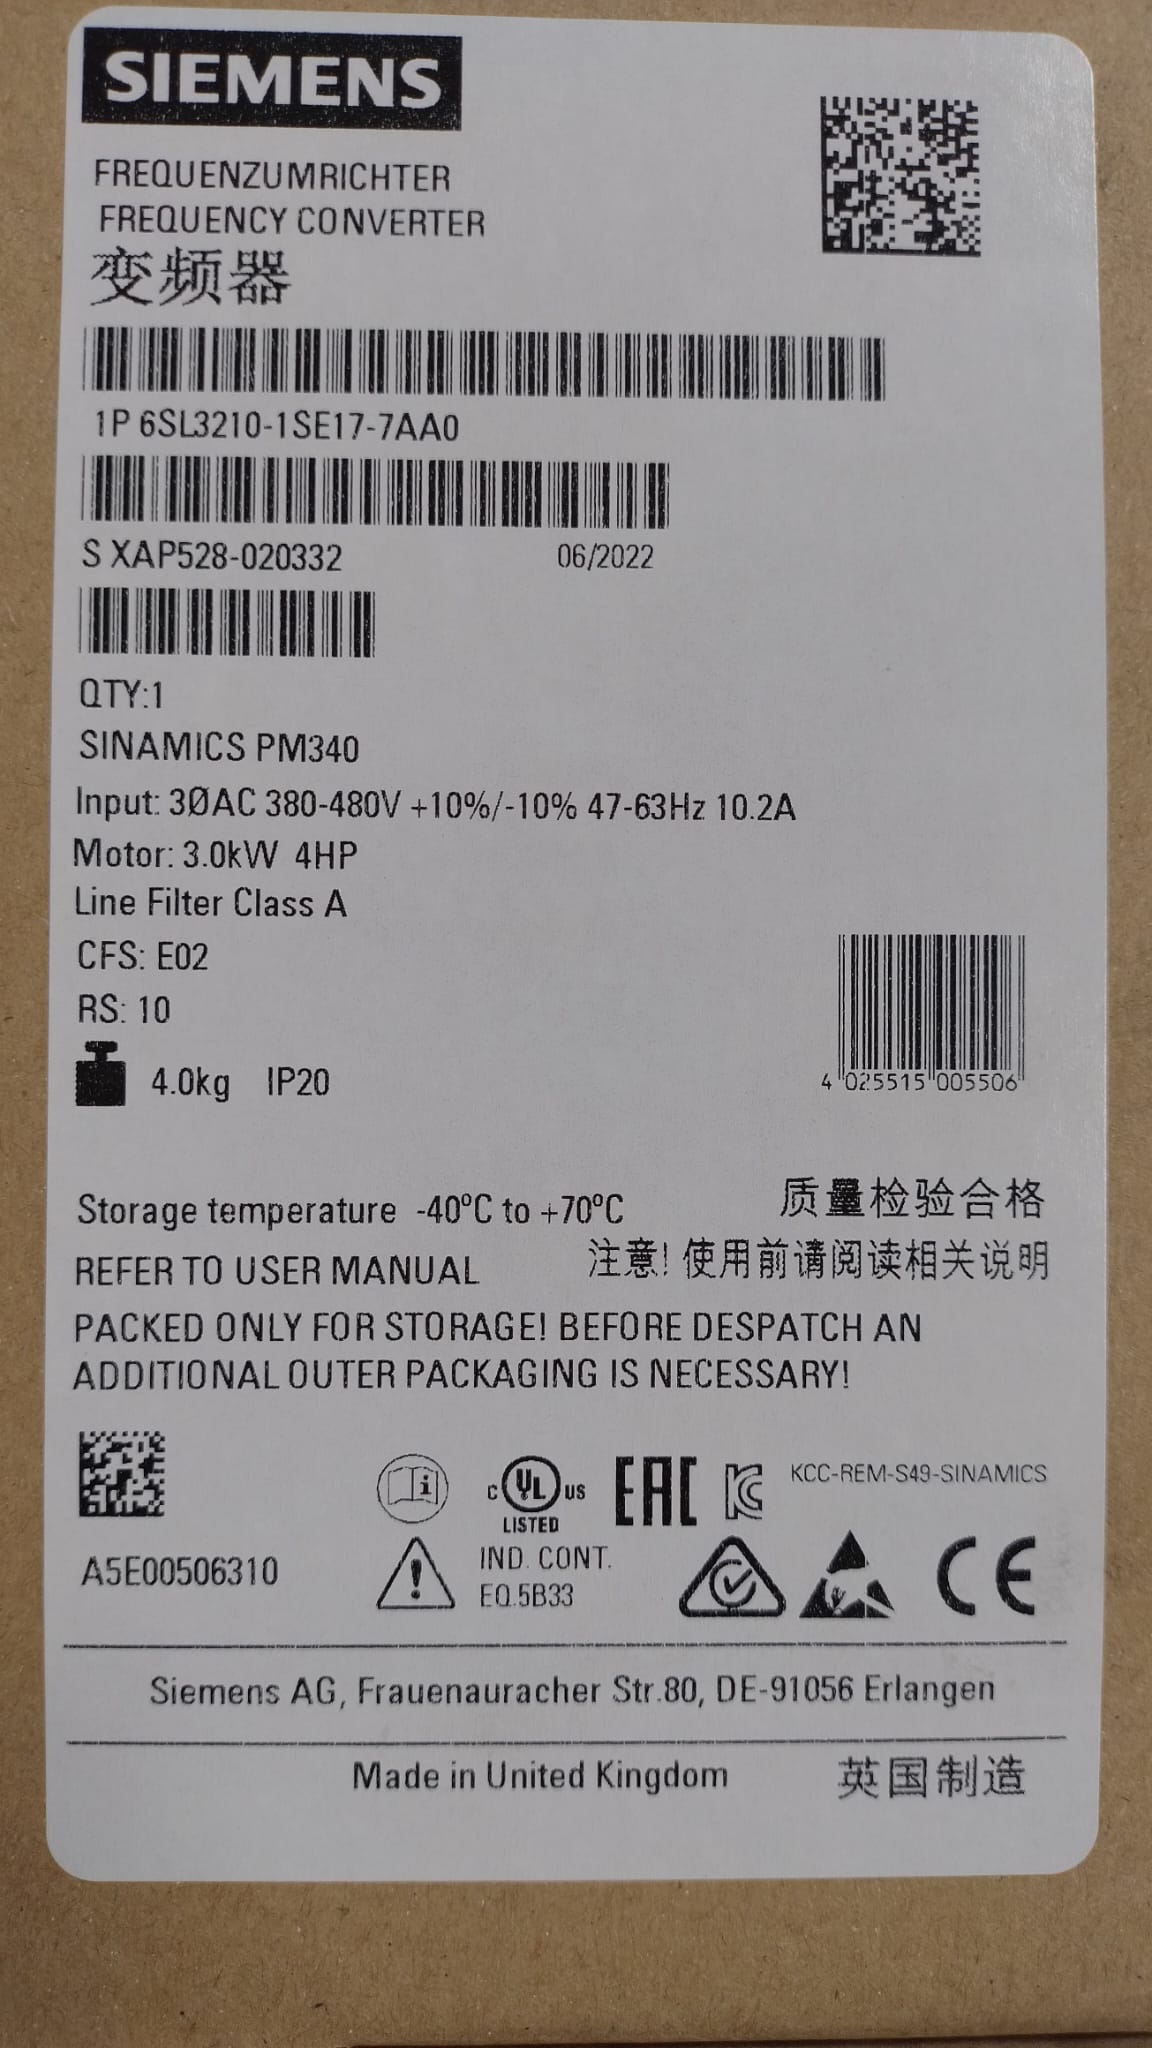 SIEMENS
FREQUENZUMRICHTER
FREQUENCY CONVERTER
变频器
1P 6SL3210-1SE17-7AA0
S XAP528-020332 06/2022
QTY:1
SINAMICS PM340
Input: 3ØAC 380-480V +10%/-10% 47-63Hz 10.2A
Motor: 3.0kW 4HP
Line Filter Class A
CFS: E02
RS: 10
4.0kg IP20
4 025515 005506
Storage temperature -40ºC to +70ºC 质量检验合格
REFER TO USER MANUAL 注意! 使用前请阅读相关说明
PACKED ONLY FOR STORAGE! BEFORE DESPATCH AN
ADDITIONAL OUTER PACKAGING IS NECESSARY!
C UL US EAC KCC-REM-S49-SINAMICS
LISTED
A5E00506310 IND. CONT. CE
EQ.5B33
Siemens AG, Frauenauracher Str.80, DE-91056 Erlangen
Made in United Kingdom 英国制造